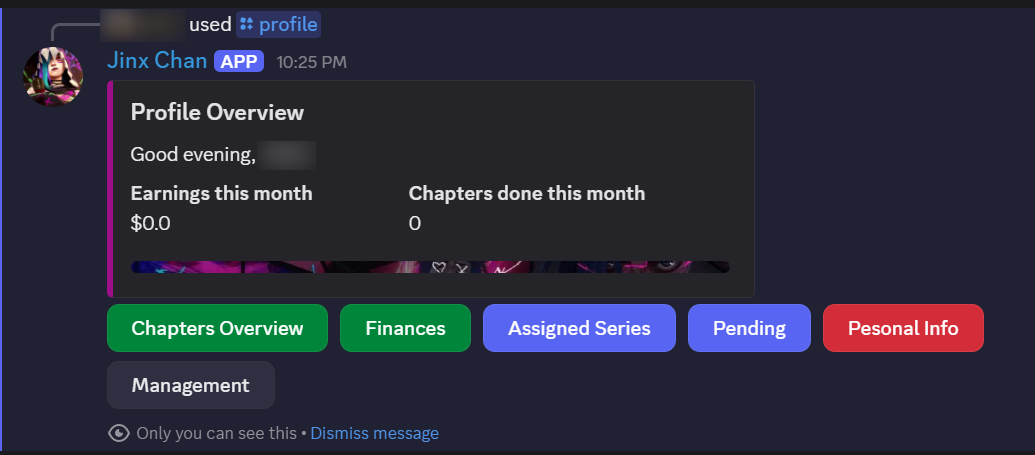 used profile
Jinx Chan APP 10:25 PM
Profile Overview
Good evening,
Earnings this month Chapters done this month
$0.0 0
Chapters Overview Finances Assigned Series Pending Pesonal Info
Management
Only you can see this • Dismiss message